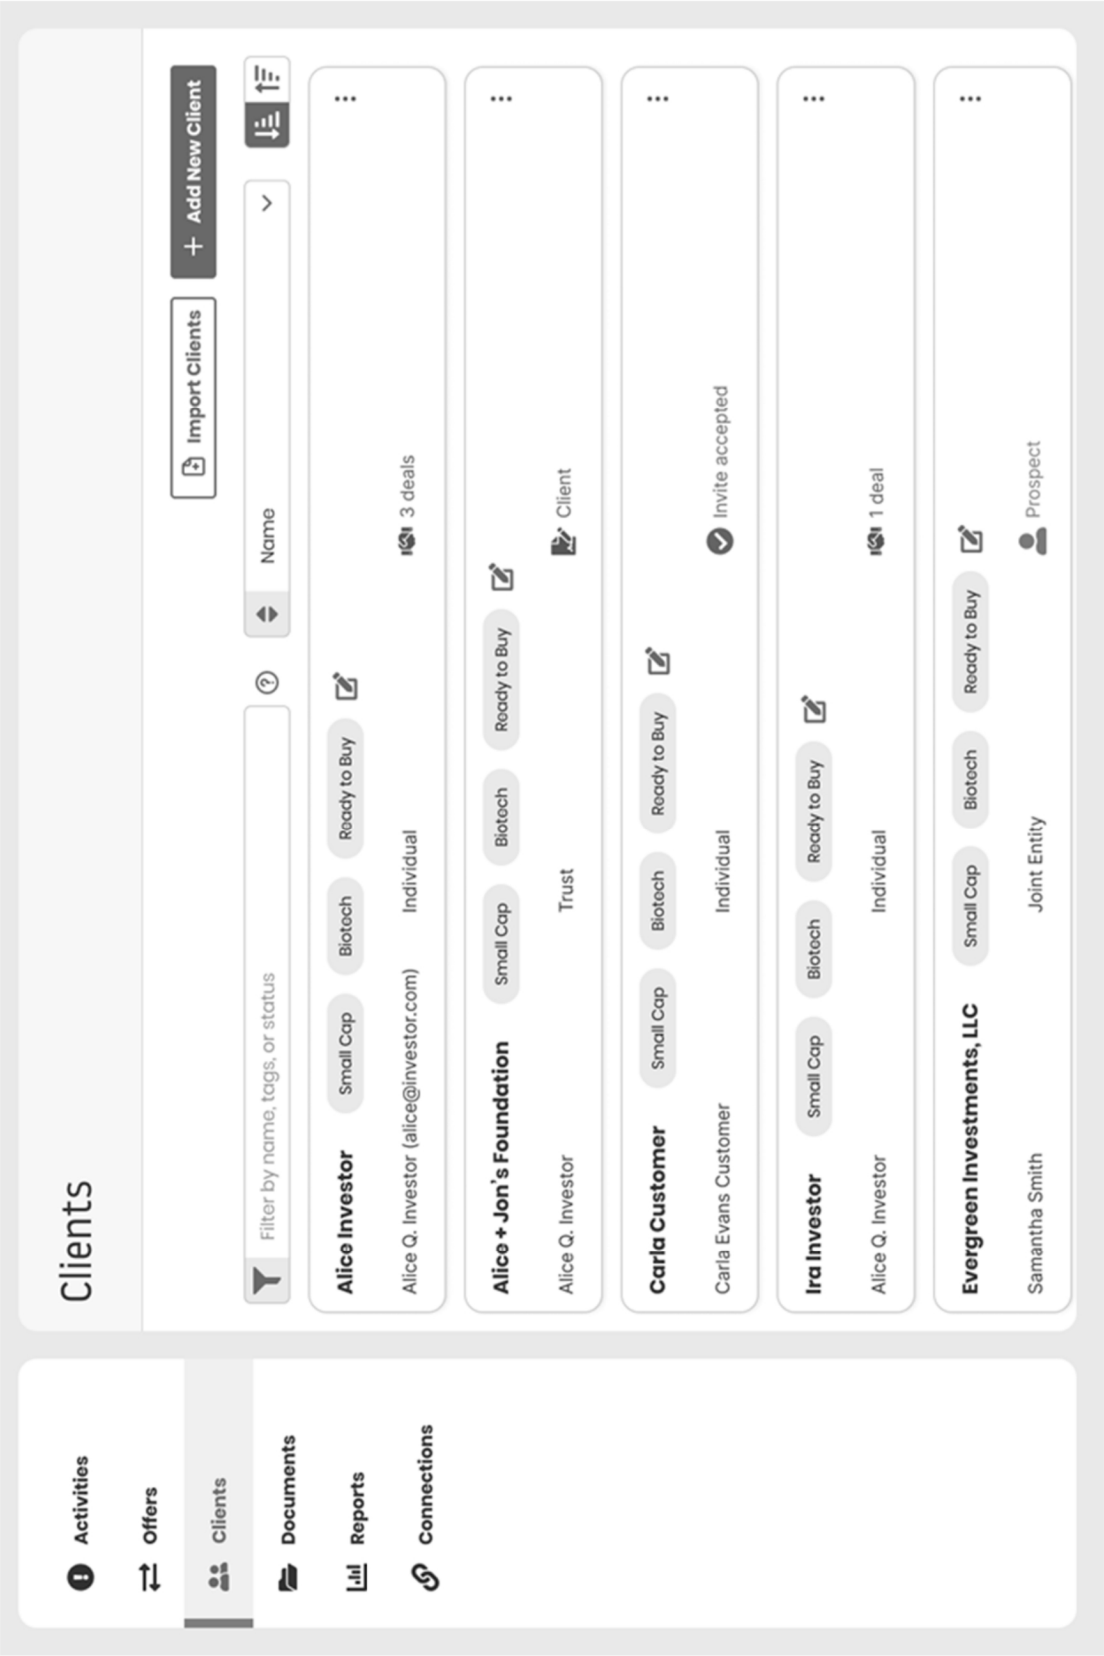 Activities
Offers
Clients
Documents
Reports
Connections
Clients
Import Clients
+ Add New Client
Filter by name, tags, or status
?
Name
Alice Investor Small Cap Biotech Ready to Buy
Alice Q. Investor (alice@investor.com) Individual 3 deals
Alice + Jon's Foundation Small Cap Biotech Ready to Buy
Alice Q. Investor Trust Client
Carla Customer Small Cap Biotech Ready to Buy
Carla Evans Customer Individual Invite accepted
Ira Investor Small Cap Biotech Ready to Buy
Alice Q. Investor Individual 1 deal
Evergreen Investments, LLC Small Cap Biotech Ready to Buy
Samantha Smith Joint Entity Prospect